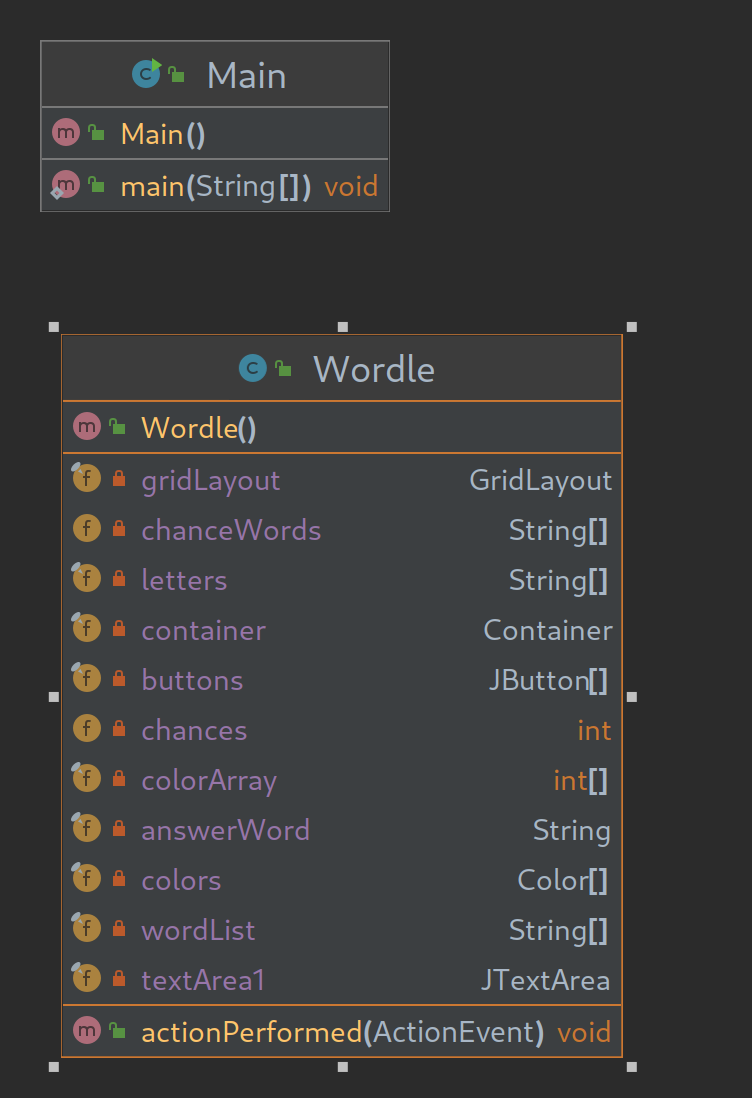 Main
Main()
main(String[]) void
Wordle
Wordle()
gridLayout GridLayout
chanceWords String[]
letters String[]
container Container
buttons JButton[]
chances int
colorArray int[]
answerWord String
colors Color[]
wordList String[]
textArea1 JTextArea
actionPerformed(ActionEvent) void